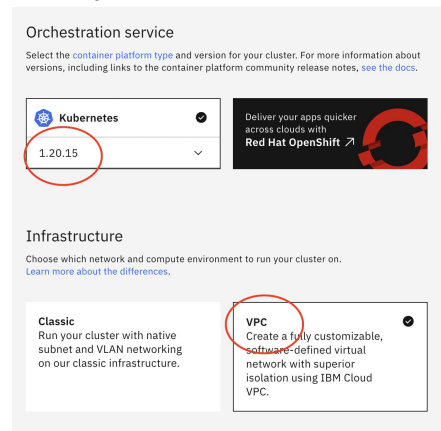 Orchestration service
Select the container platform type and version for your cluster. For more information about
versions, including links to the container platform community release notes, see the docs.
Kubernetes
1.20.15
Deliver your apps quicker
across clouds with
Red Hat OpenShift ↗
Infrastructure
Choose which network and compute environment to run your cluster on.
Learn more about the differences.
Classic
Run your cluster with native
subnet and VLAN networking
on our classic infrastructure.
VPC
Create a fully customizable,
software-defined virtual
network with superior
isolation using IBM Cloud
VPC.